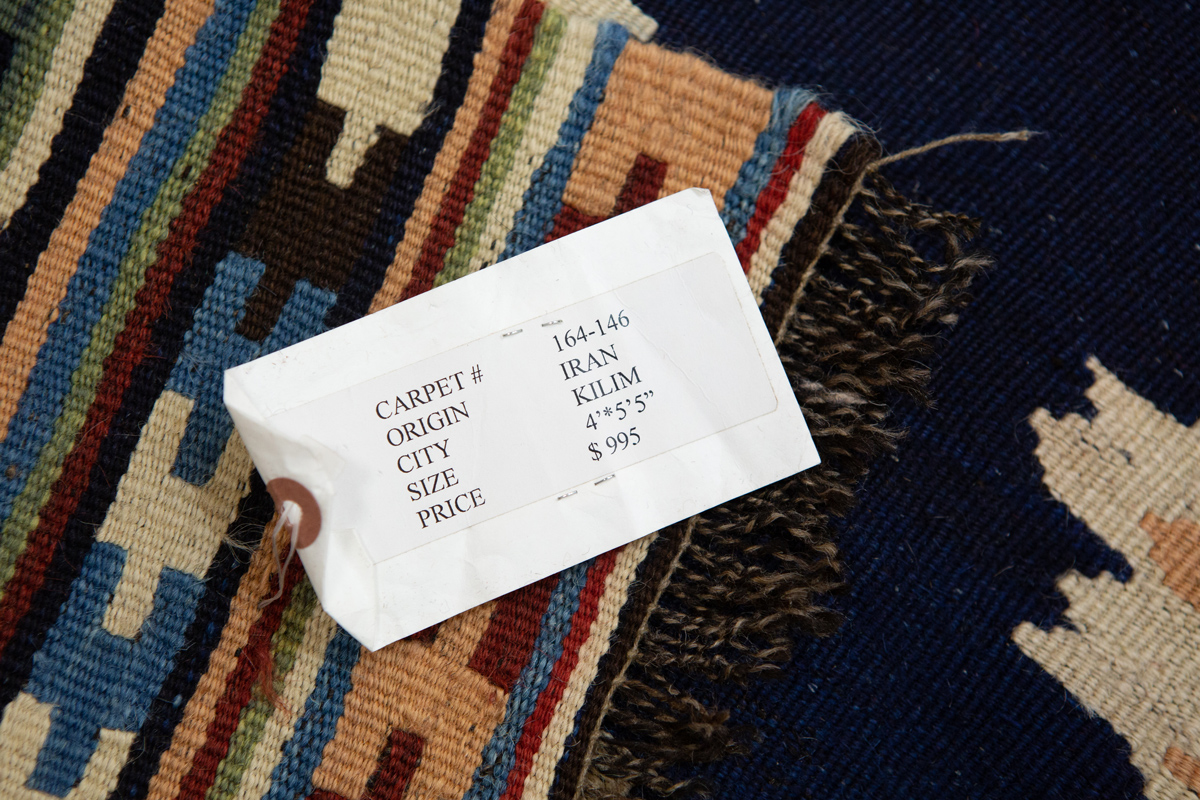 CARPET # 164-146
ORIGIN IRAN
CITY KILIM
SIZE 4’*5’5”
PRICE $ 995